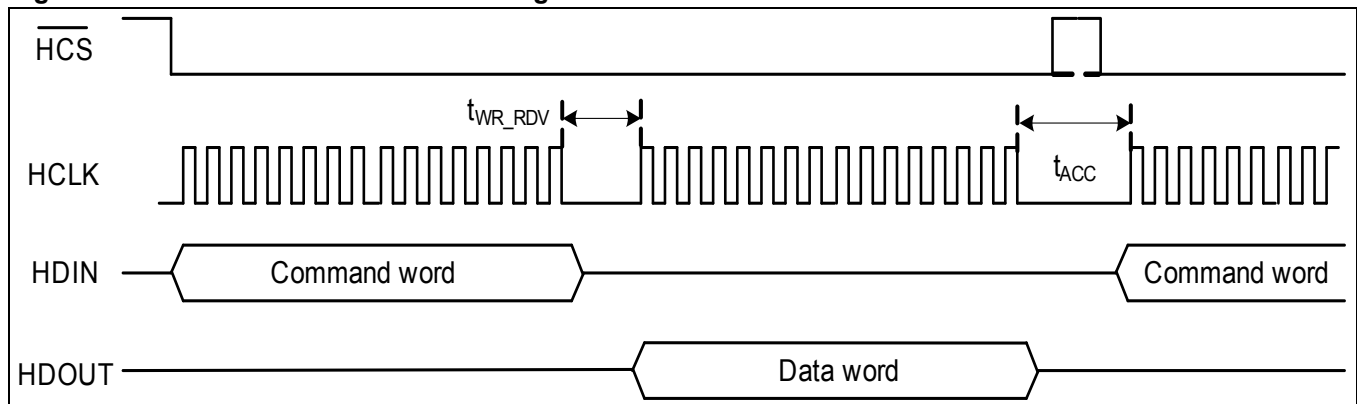 HCS
tWR_RDV
HCLK
tACC
HDIN
Command word
Command word
HDOUT
Data word